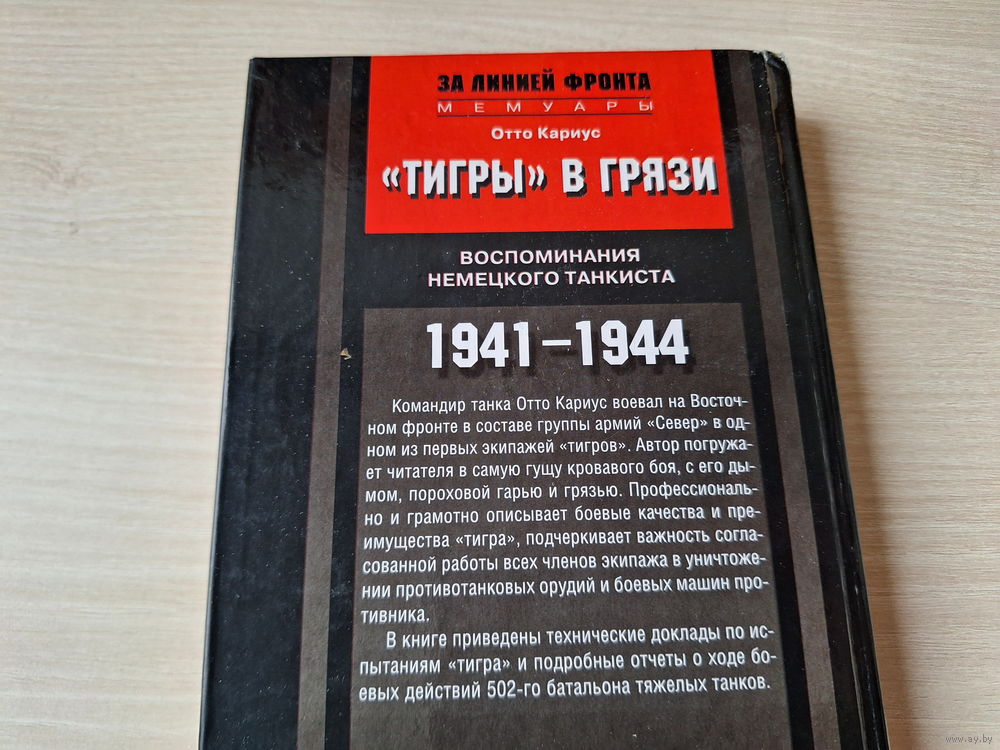 ЗА ЛИНИЕЙ ФРОНТА
МЕМУАРЫ
Отто Кариус
«ТИГРЫ» В ГРЯЗИ
ВОСПОМИНАНИЯ
НЕМЕЦКОГО ТАНКИСТА
1941–1944
Командир танка Отто Кариус воевал на Восточ-
ном фронте в составе группы армий «Север» в од-
ном из первых экипажей «тигров». Автор погружа-
ет читателя в самую гущу кровавого боя, с его ды-
мом, пороховой гарью и грязью. Профессиональ-
но и грамотно описывает боевые качества и пре-
имущества «тигра», подчеркивает важность согла-
сованной работы всех членов экипажа в уничтоже-
нии противотанковых орудий и боевых машин про-
тивника.
В книге приведены технические доклады по ис-
пытаниям «тигра» и подробные отчеты о ходе бо-
евых действий 502-го батальона тяжелых танков.
www.ay.by